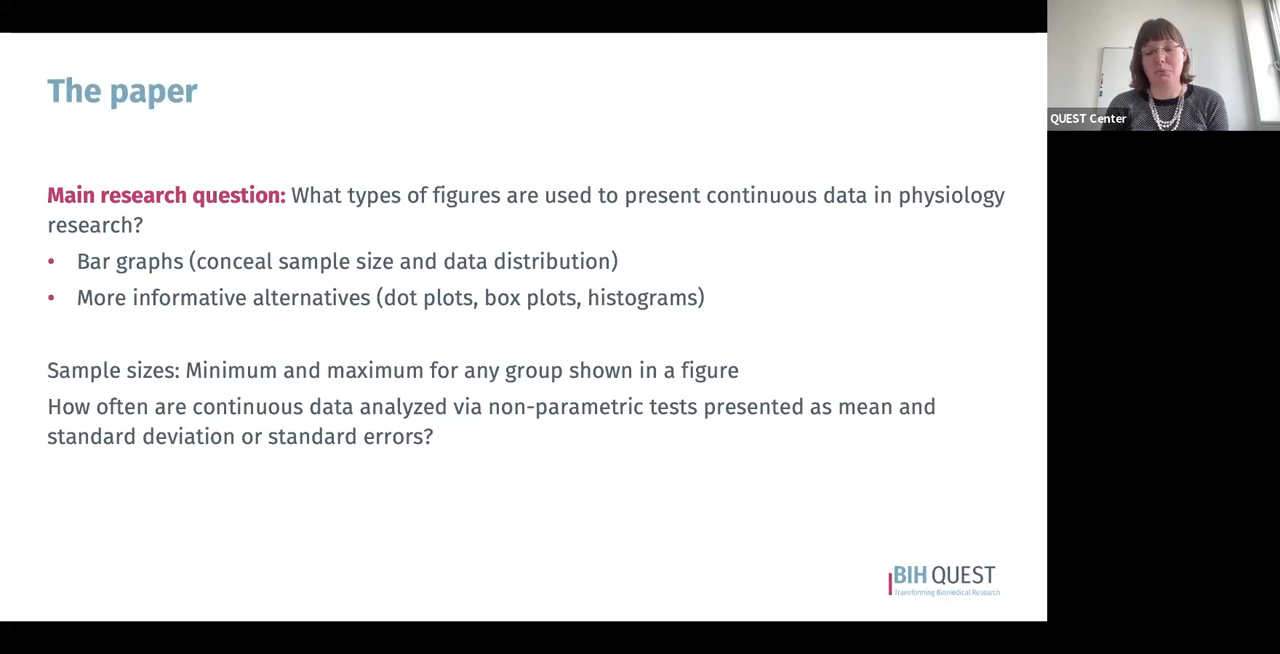 The paper
Main research question: What types of figures are used to present continuous data in physiology
research?
• Bar graphs (conceal sample size and data distribution)
• More informative alternatives (dot plots, box plots, histograms)
Sample sizes: Minimum and maximum for any group shown in a figure
How often are continuous data analyzed via non-parametric tests presented as mean and
standard deviation or standard errors?
BIH QUEST
Transforming Biomedical Research
QUEST Center